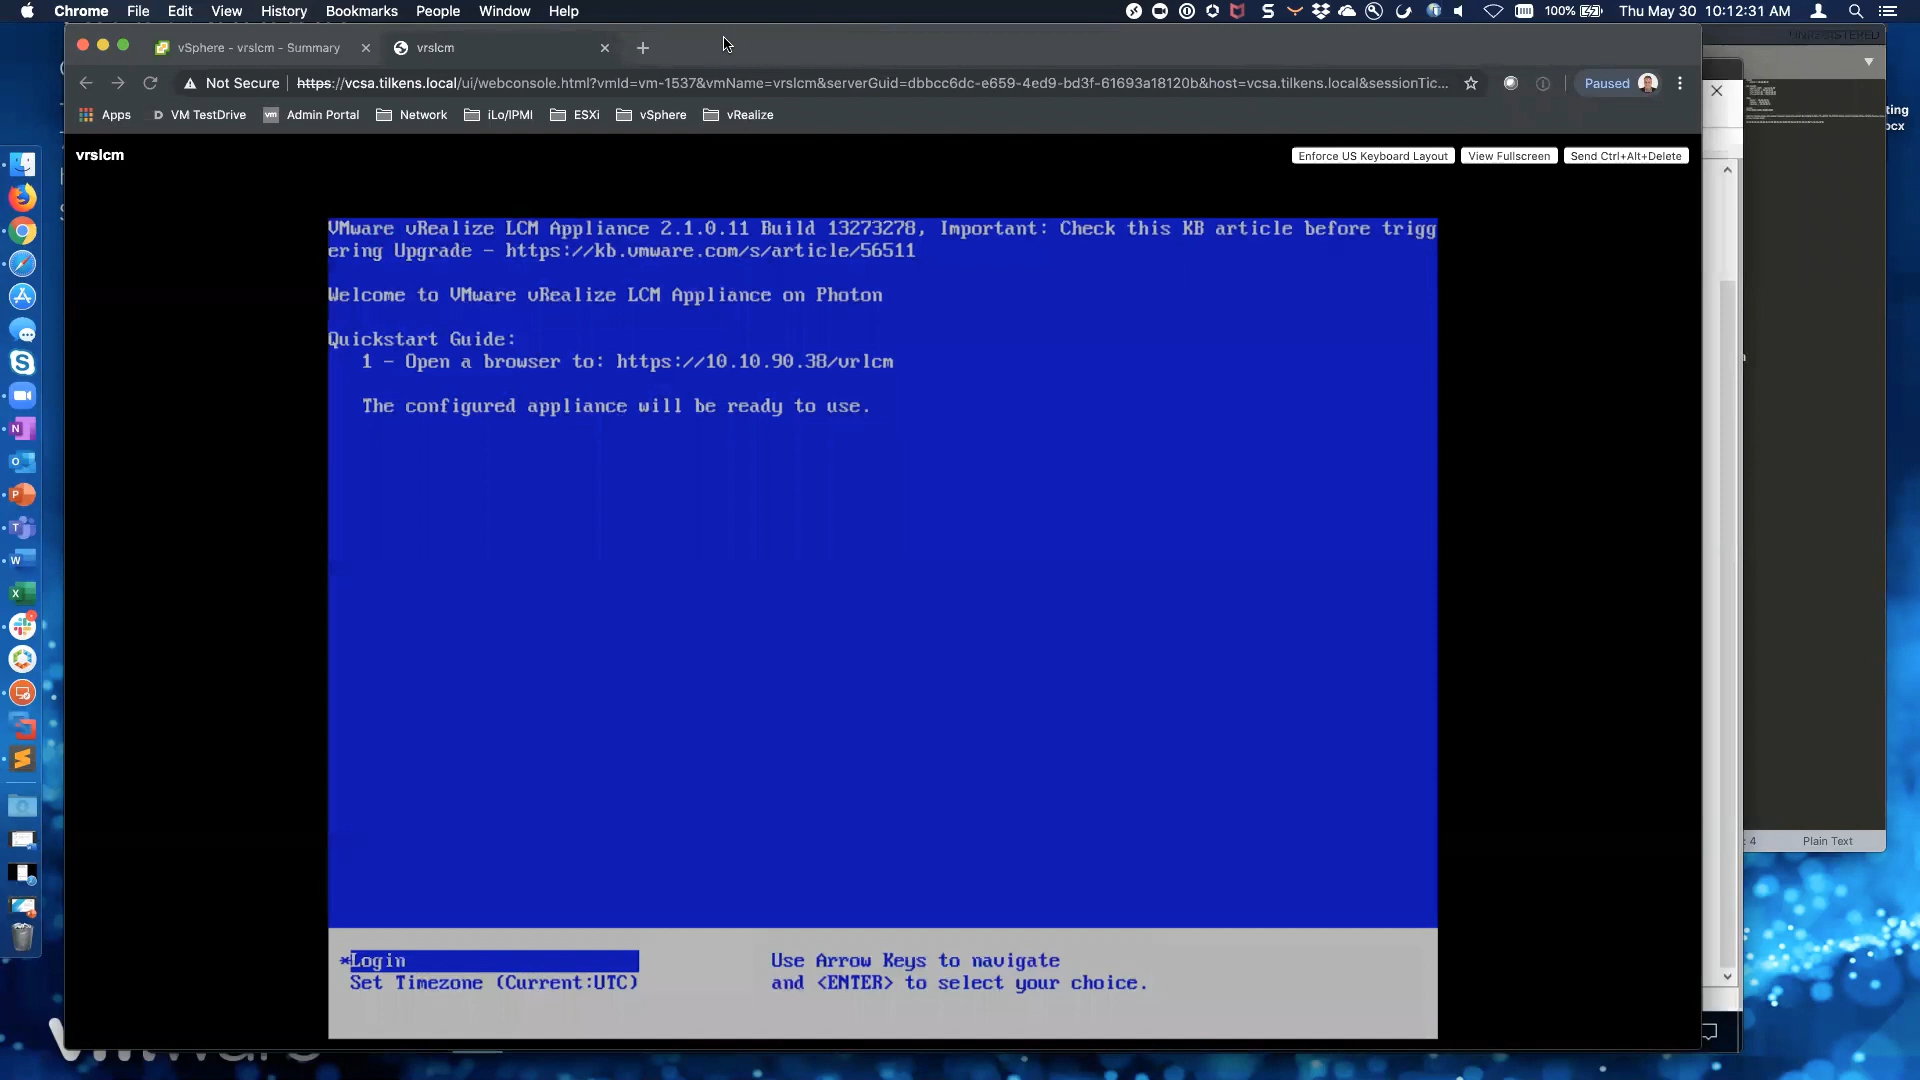 Chrome File Edit View History Bookmarks People Window Help
100% Thu May 30 10:12:31 AM
UNREGISTERED
vSphere - vrslcm - Summary
vrslcm
Not Secure
https://vcsa.tilkens.local/ui/webconsole.html?vmId=vm-1537&vmName=vrslcm&serverGuid=dbbcc6dc-e659-4ed9-bd3f-61693a18120b&host=vcsa.tilkens.local&sessionTic...
Paused
Apps VM TestDrive Admin Portal Network iLo/IPMI ESXi vSphere vRealize
vrslcm
Enforce US Keyboard Layout View Fullscreen Send Ctrl+Alt+Delete
VMware vRealize LCM Appliance 2.1.0.11 Build 13273278, Important: Check this KB article before trigg
ering Upgrade - https://kb.vmware.com/s/article/56511
Welcome to VMware vRealize LCM Appliance on Photon
Quickstart Guide:
1 - Open a browser to: https://10.10.90.38/vrlcm
The configured appliance will be ready to use.
*Login
Set Timezone (Current:UTC)
Use Arrow Keys to navigate
and <ENTER> to select your choice.
: 4 Plain Text